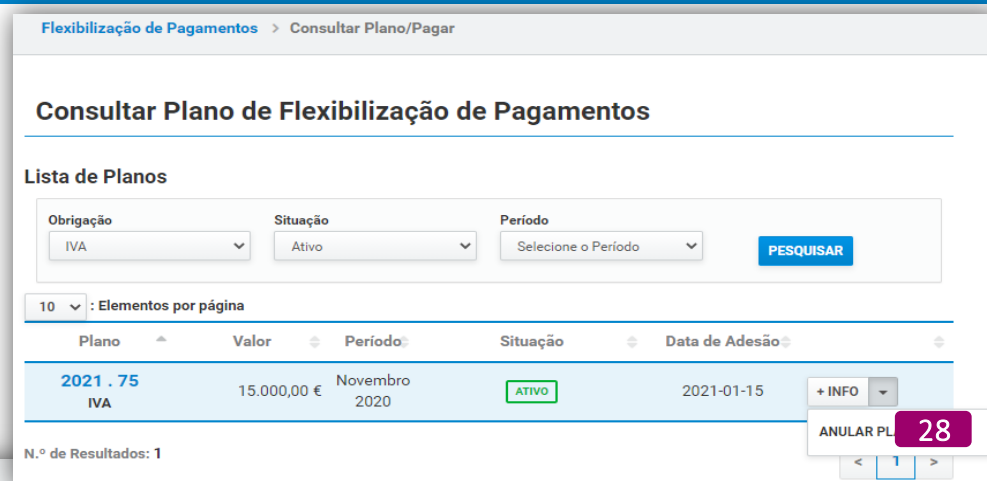 Flexibilização de Pagamentos > Consultar Plano/Pagar
Consultar Plano de Flexibilização de Pagamentos
Lista de Planos
Obrigação Situação Período
IVA Ativo Selecione o Período PESQUISAR
10 : Elementos por página
Plano Valor Período Situação Data de Adesão
2021 . 75
IVA
15.000,00 €
Novembro
2020
ATIVO
2021-01-15
+ INFO
ANULAR
28
N.º de Resultados: 1
< 1 >